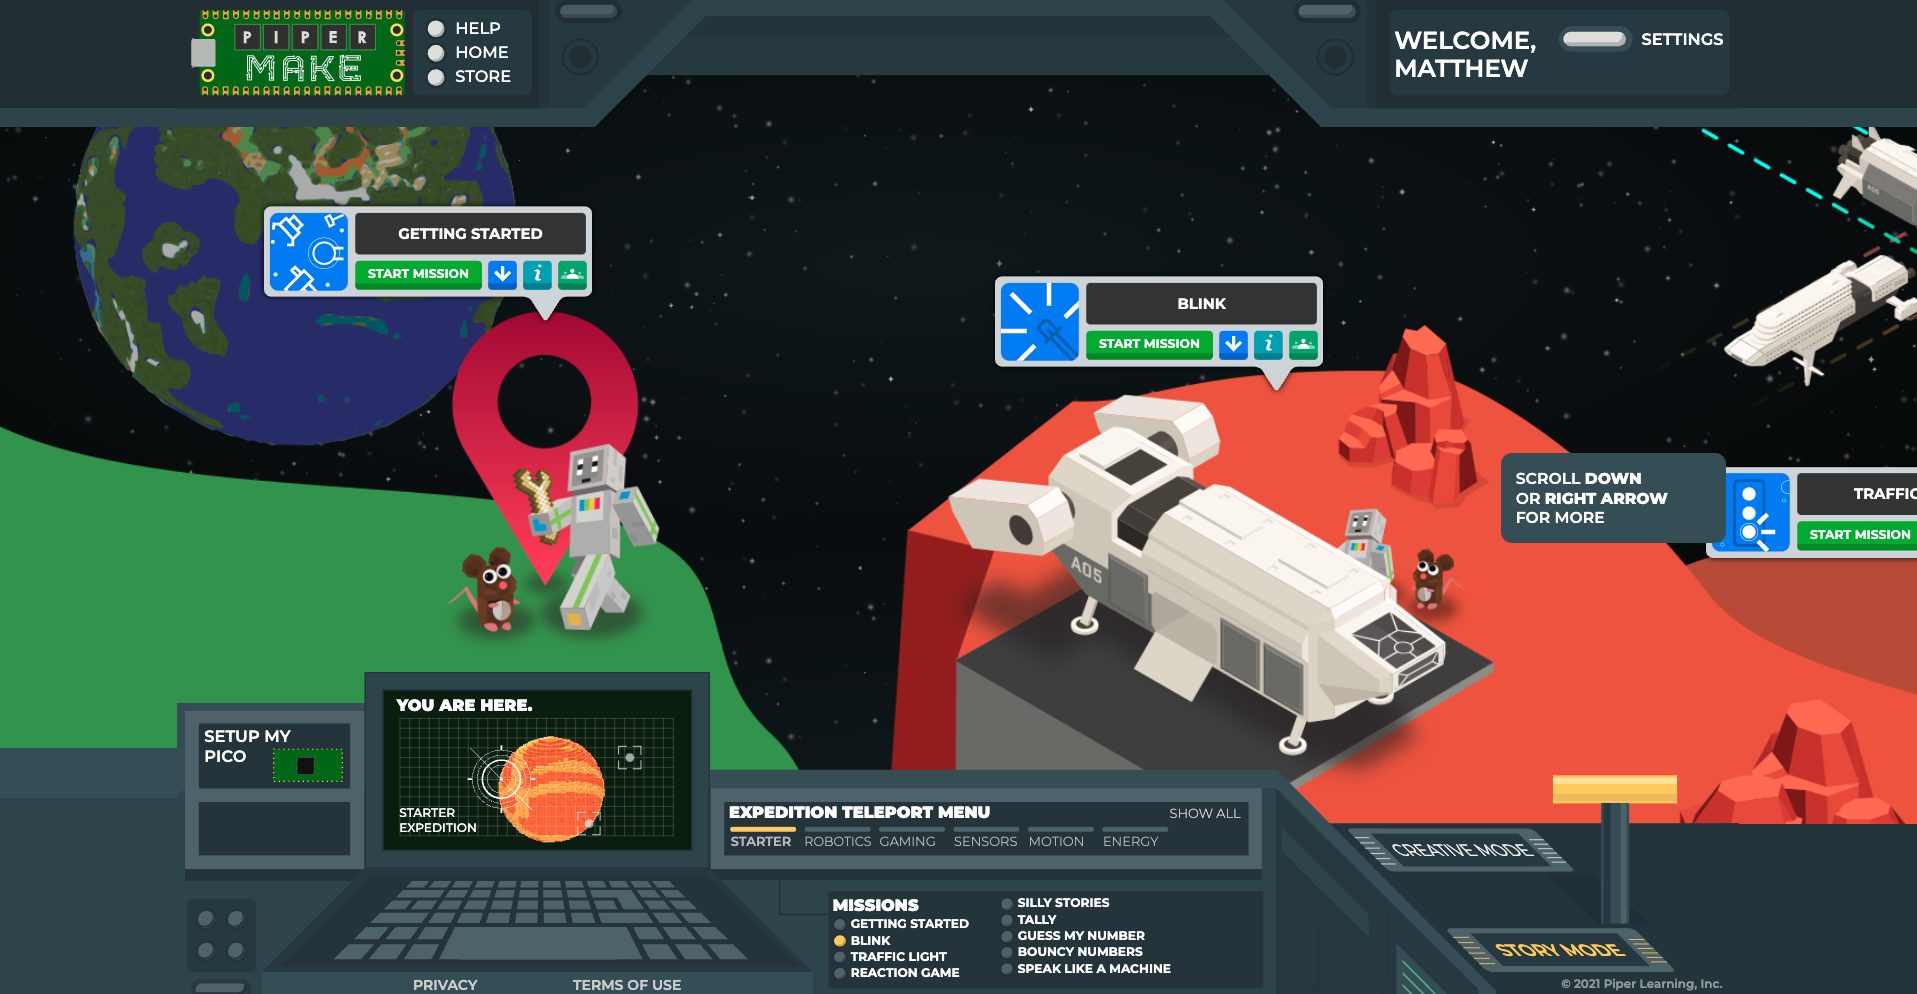 PIPER
MAKE
HELP
HOME
STORE
WELCOME,
MATTHEW
SETTINGS
GETTING STARTED
START MISSION
i
BLINK
START MISSION
i
A05
A05
SCROLL DOWN
OR RIGHT ARROW
FOR MORE
TRAFFIC
START MISSION
SETUP MY
PICO
YOU ARE HERE.
STARTER
EXPEDITION
EXPEDITION TELEPORT MENU
SHOW ALL
STARTER ROBOTICS GAMING SENSORS MOTION ENERGY
MISSIONS
GETTING STARTED
BLINK
TRAFFIC LIGHT
REACTION GAME
SILLY STORIES
TALLY
GUESS MY NUMBER
BOUNCY NUMBERS
SPEAK LIKE A MACHINE
CREATIVE MODE
STORY MODE
PRIVACY
TERMS OF USE
© 2021 Piper Learning, Inc.